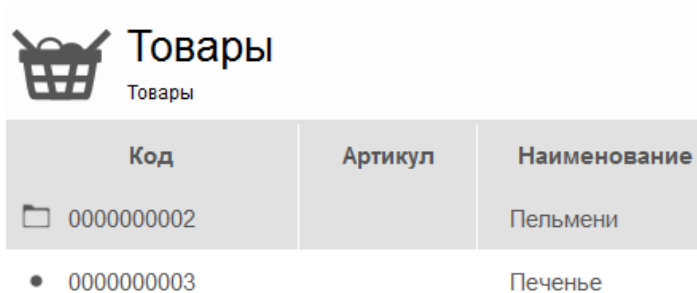 Товары
Товары
Код Артикул Наименование
0000000002 Пельмени
0000000003 Печенье